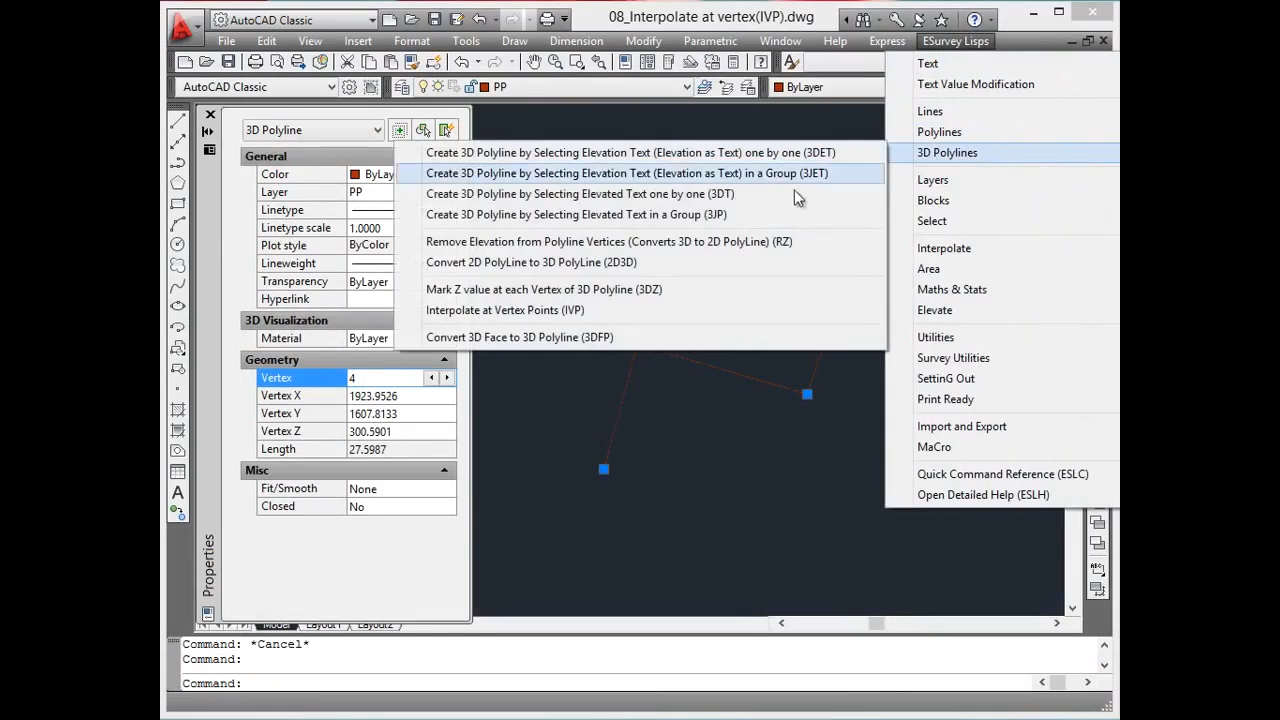 AutoCAD Classic
08_Interpolate at vertex(IVP).dwg
File Edit View Insert Format Tools Draw Dimension Modify Parametric Window Help Express ESurvey Lisps
AutoCAD Classic
PP
ByLayer
3D Polyline
General
Color ByLay
Layer PP
Linetype
Linetype scale 1.0000
Plot style ByColor
Lineweight
Transparency ByLayer
Hyperlink
3D Visualization
Material ByLayer
Geometry
Vertex 4
Vertex X 1923.9526
Vertex Y 1607.8133
Vertex Z 300.5901
Length 27.5987
Misc
Fit/Smooth None
Closed No
Properties
Create 3D Polyline by Selecting Elevation Text (Elevation as Text) one by one (3DET)
Create 3D Polyline by Selecting Elevation Text (Elevation as Text) in a Group (3JET)
Create 3D Polyline by Selecting Elevated Text one by one (3DT)
Create 3D Polyline by Selecting Elevated Text in a Group (3JP)
Remove Elevation from Polyline Vertices (Converts 3D to 2D PolyLine) (RZ)
Convert 2D PolyLine to 3D PolyLine (2D3D)
Mark Z value at each Vertex of 3D Polyline (3DZ)
Interpolate at Vertex Points (IVP)
Convert 3D Face to 3D Polyline (3DFP)
Text
Text Value Modification
Lines
Polylines
3D Polylines
Layers
Blocks
Select
Interpolate
Area
Maths & Stats
Elevate
Utilities
Survey Utilities
SettinG Out
Print Ready
Import and Export
MaCro
Quick Command Reference (ESLC)
Open Detailed Help (ESLH)
Model Layout1 Layout2
Command: *Cancel*
Command:
Command: